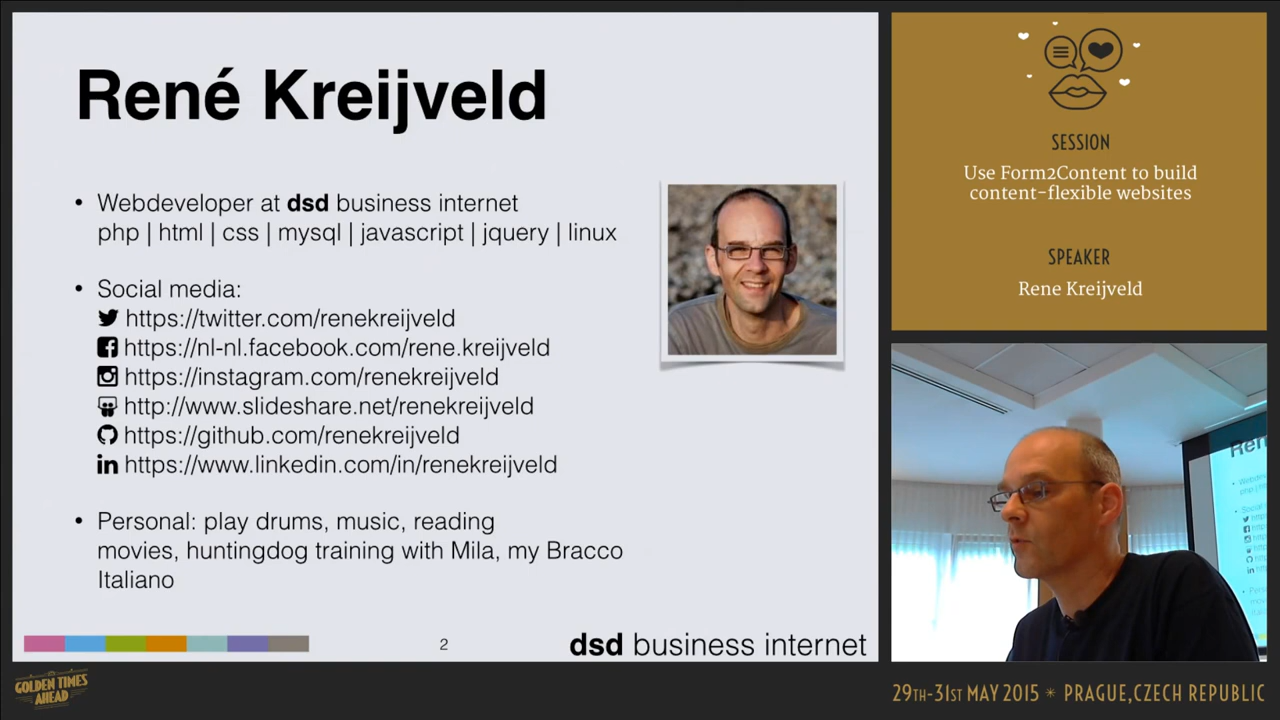 René Kreijveld
• Webdeveloper at dsd business internet
php | html | css | mysql | javascript | jquery | linux
• Social media:
https://twitter.com/renekreijveld
https://nl-nl.facebook.com/rene.kreijveld
https://instagram.com/renekreijveld
http://www.slideshare.net/renekreijveld
https://github.com/renekreijveld
https://www.linkedin.com/in/renekreijveld
• Personal: play drums, music, reading
movies, huntingdog training with Mila, my Bracco
Italiano
2
dsd business internet
SESSION
Use Form2Content to build
content-flexible websites
SPEAKER
Rene Kreijveld
GOLDEN TIMES
AHEAD
29TH-31ST MAY 2015 * PRAGUE,CZECH REPUBLIC